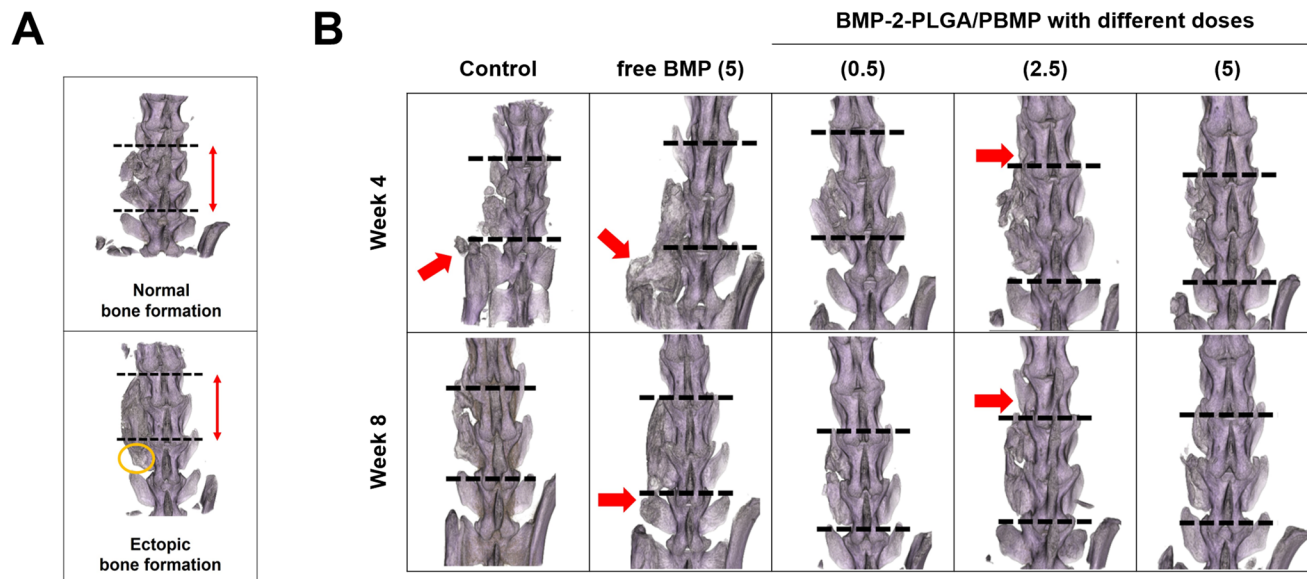 A
Normal
bone formation
Ectopic
bone formation
B
BMP-2-PLGA/PBMP with different doses
Control
free BMP (5)
(0.5)
(2.5)
(5)
Week 4
Week 8